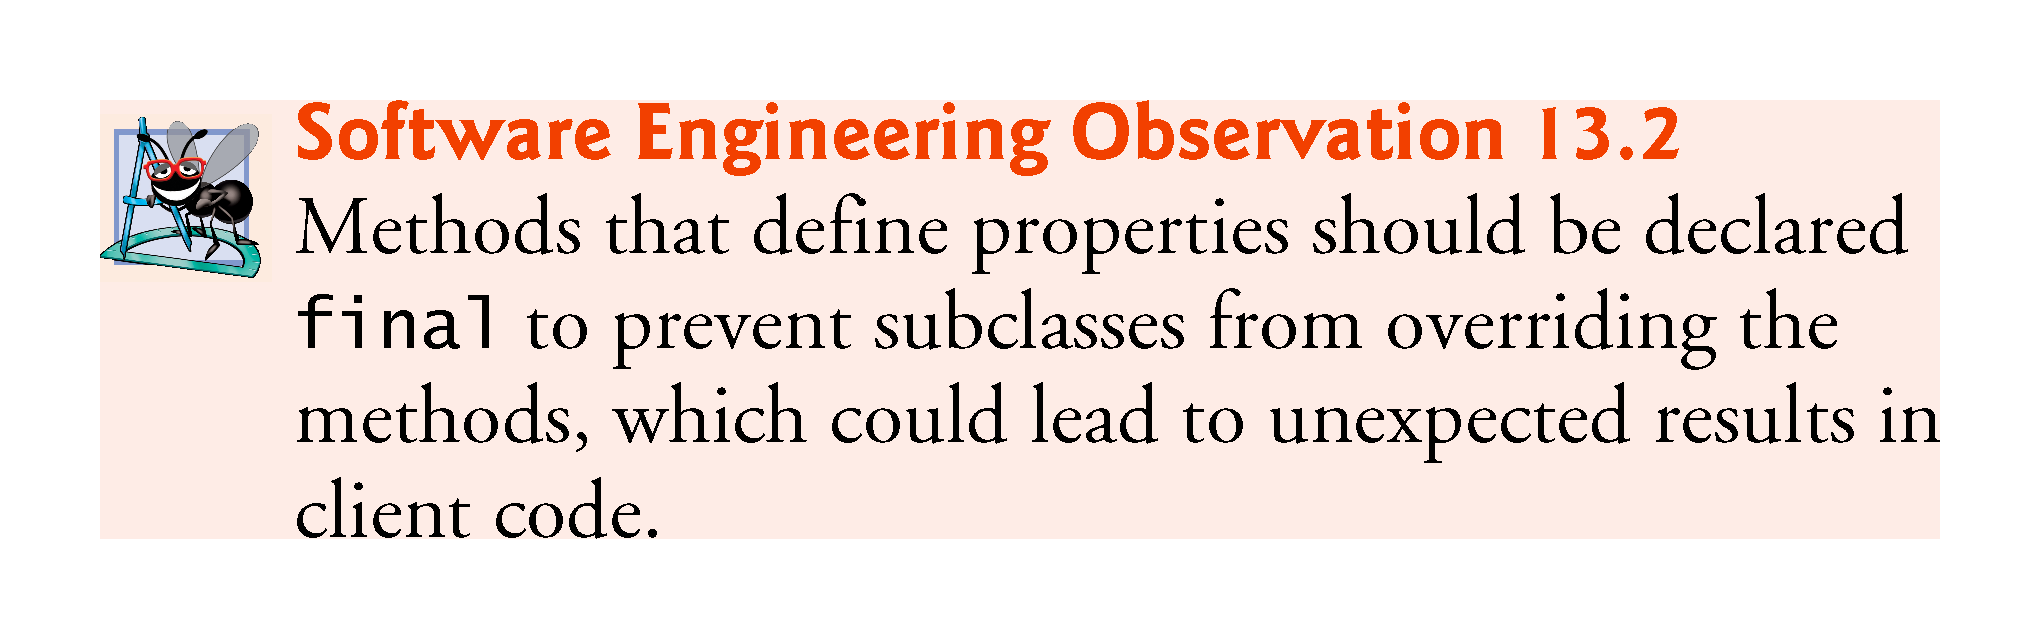 Software Engineering Observation 13.2
Methods that define properties should be declared
final to prevent subclasses from overriding the
methods, which could lead to unexpected results in
client code.